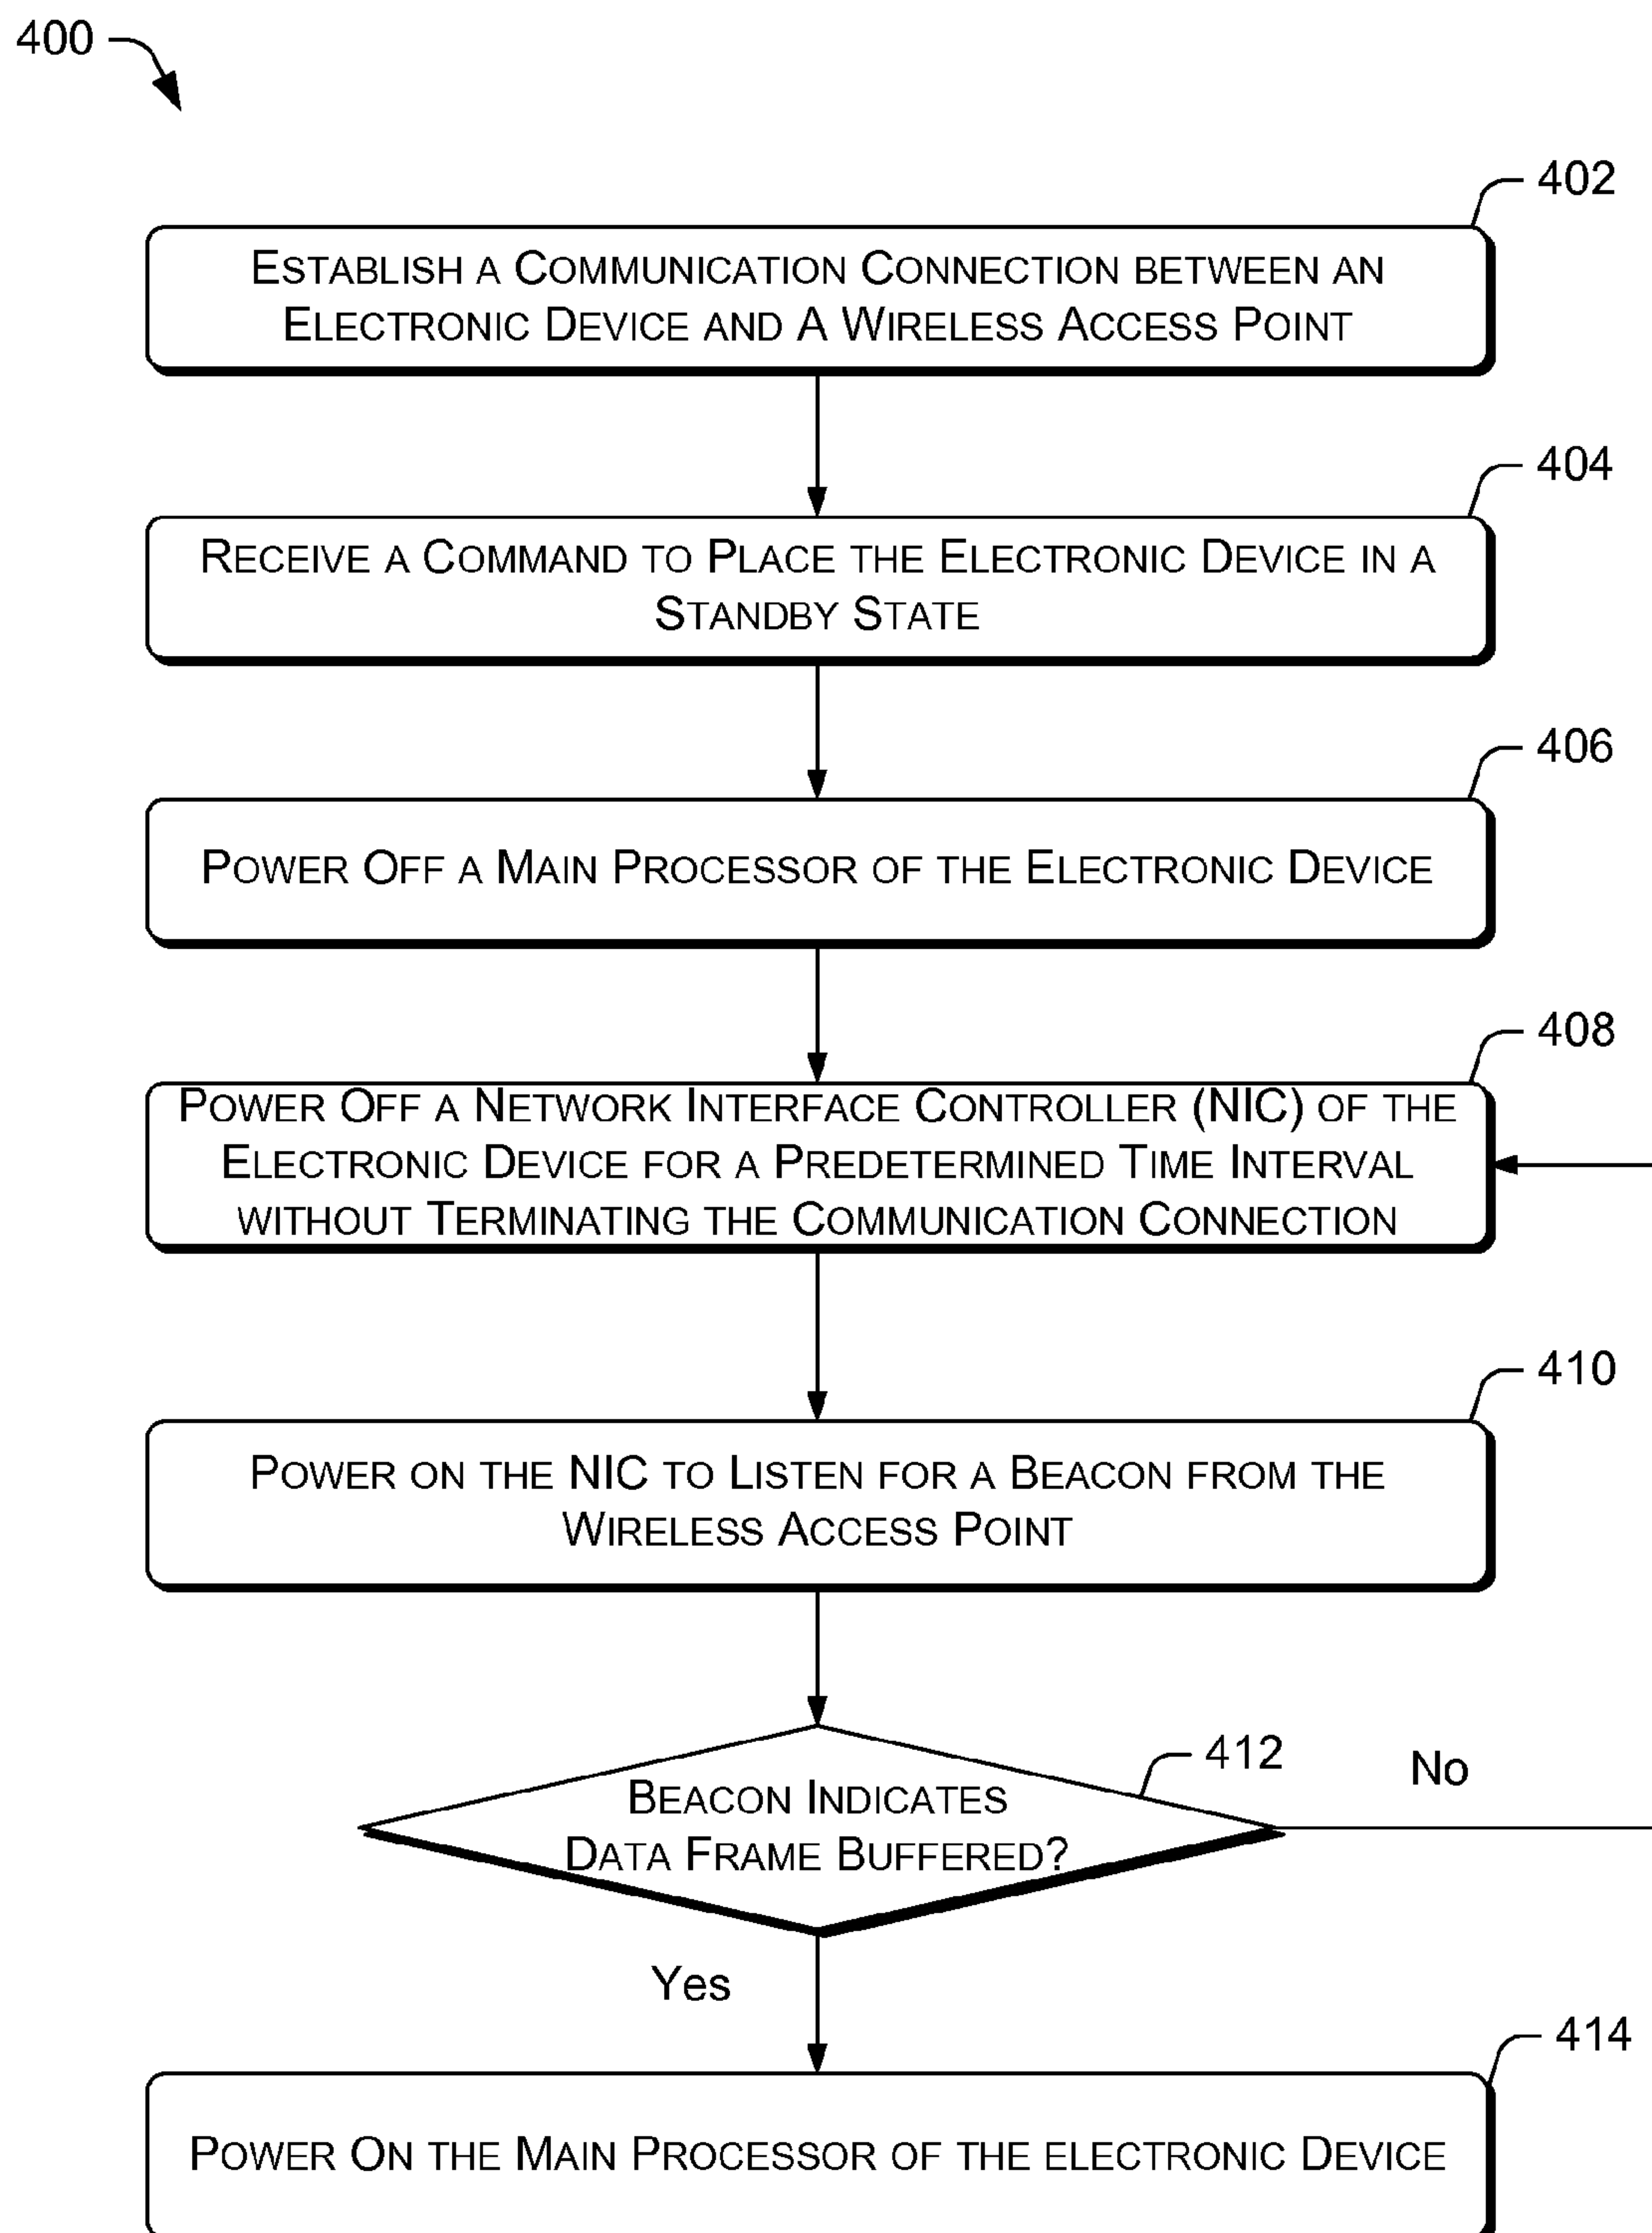 400
402
Establish a Communication Connection between an
Electronic Device and A Wireless Access Point
404
Receive a Command to Place the Electronic Device in a
Standby State
406
Power Off a Main Processor of the Electronic Device
408
Power Off a Network Interface Controller (NIC) of the
Electronic Device for a Predetermined Time Interval
without Terminating the Communication Connection
410
Power on the NIC to Listen for a Beacon from the
Wireless Access Point
412
No
Beacon Indicates
Data Frame Buffered?
Yes
414
Power On the Main Processor of the electronic Device